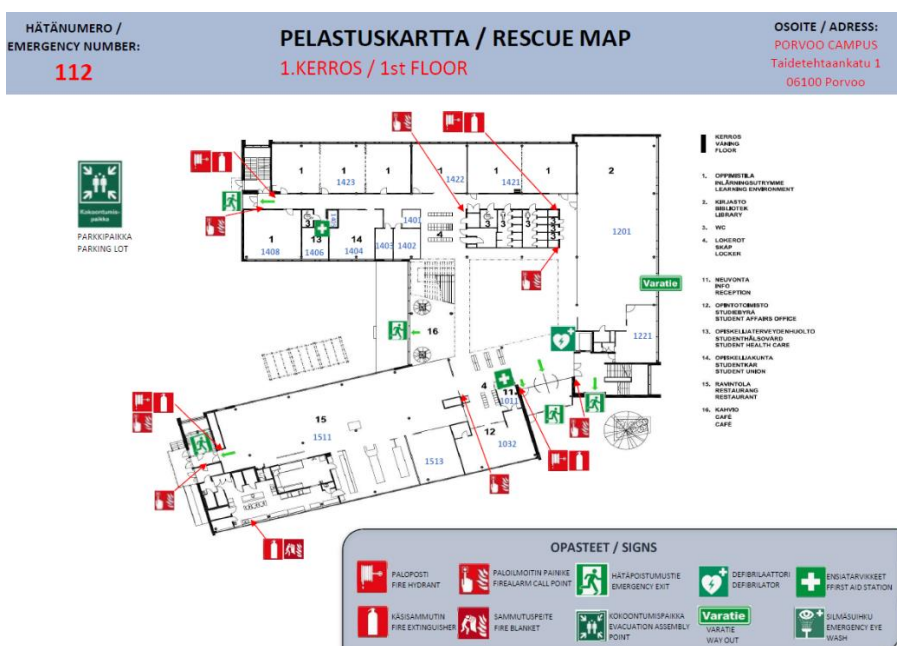 HÄTÄNUMERO /
EMERGENCY NUMBER:
112
PELASTUSKARTTA / RESCUE MAP
1.KERROS / 1st FLOOR
OSOITE / ADRESS:
PORVOO CAMPUS
Taidetehtaankatu 1
06100 Porvoo
Kokoontumis-
paikka
PARKKIPAIKKA
PARKING LOT
1
1
1423
1
1
1422
1
1421
1
2
1201
1
1408
3
13
1406
14
1404
1403
1401
1402
4
3
3
3
3
3
Varatie
1221
16
4
11
1011
12
1032
15
1511
1513
KERROS
VÅNING
FLOOR
1. OPPIMISTILA
INLÄRNINGSUTRYMME
LEARNING ENVIRONMENT
2. KIRJASTO
BIBLIOTEK
LIBRARY
3. WC
4. LOKEROT
SKÅP
LOCKER
11. NEUVONTA
INFO
RECEPTION
12. OPINTOTOIMISTO
STUDIEBYRÅ
STUDENT AFFAIRS OFFICE
13. OPISKELIJATERVEYDENHUOLTO
STUDENTHÄLSOVÅRD
STUDENT HEALTH CARE
14. OPISKELIJAKUNTA
STUDENTKÅR
STUDENT UNION
15. RAVINTOLA
RESTAURANG
RESTAURANT
16. KAHVIO
CAFÉ
CAFÉ
OPASTEET / SIGNS
PALOPOSTI
FIRE HYDRANT
PALOILMOITIN PAINIKE
FIREALARM CALL POINT
HÄTÄPOISTUMUSTIE
EMERGENCY EXIT
DEFIBRILAATTORI
DEFIBRILATOR
ENSIATARVIKKEET
FFIRST AID STATION
KÄSISAMMUTIN
FIRE EXTINGUISHER
SAMMUTUSPEITE
FIRE BLANKET
KOKOONTUMISPAIKKA
EVACUATION ASSEMBLY
POINT
Varatie
VARATIE
WAY OUT
SILMÄSUIHKU
EMERGENCY EYE
WASH